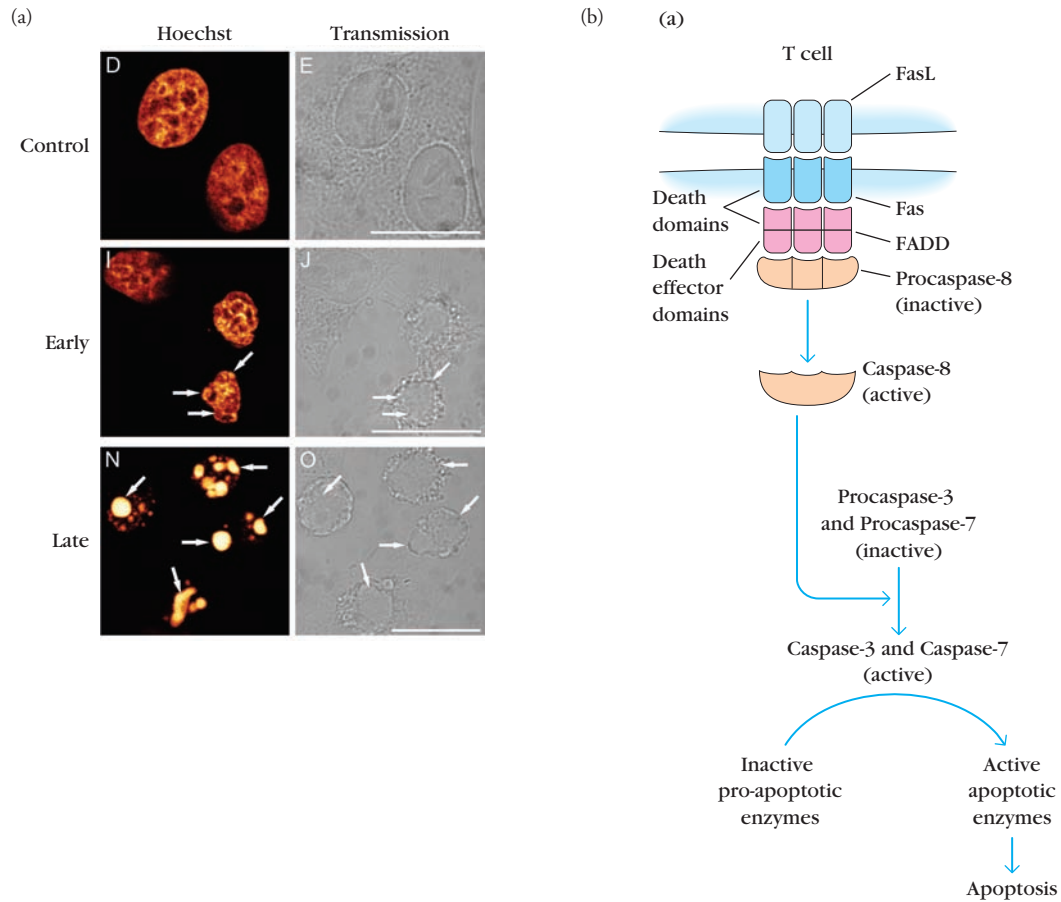 (a)
Hoechst
Transmission
D
E
Control
I
J
Early
N
O
Late
(b)
(a)
T cell
FasL
Death
domains
Fas
FADD
Death
effector
domains
Procaspase-8
(inactive)
Caspase-8
(active)
Procaspase-3
and Procaspase-7
(inactive)
Caspase-3 and Caspase-7
(active)
Inactive
pro-apoptotic
enzymes
Active
apoptotic
enzymes
Apoptosis